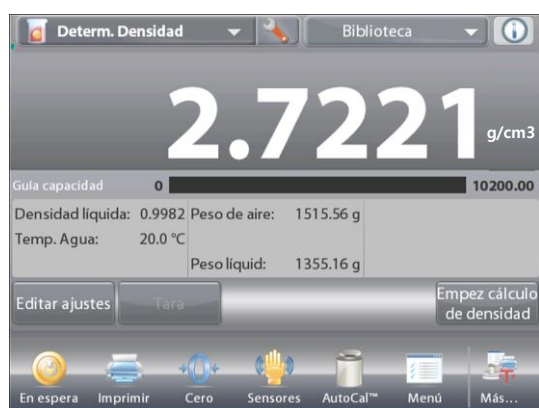 Determ. Densidad
Biblioteca
2.7221 g/cm3
Guía capacidad 0 10200.00
Densidad líquida: 0.9982 Peso de aire: 1515.56 g
Temp. Agua: 20.0 °C
Peso líquid: 1355.16 g
Editar ajustes Tara Empez cálculo
de densidad
En espera Imprimir Cero Sensores AutoCal™ Menú Más...